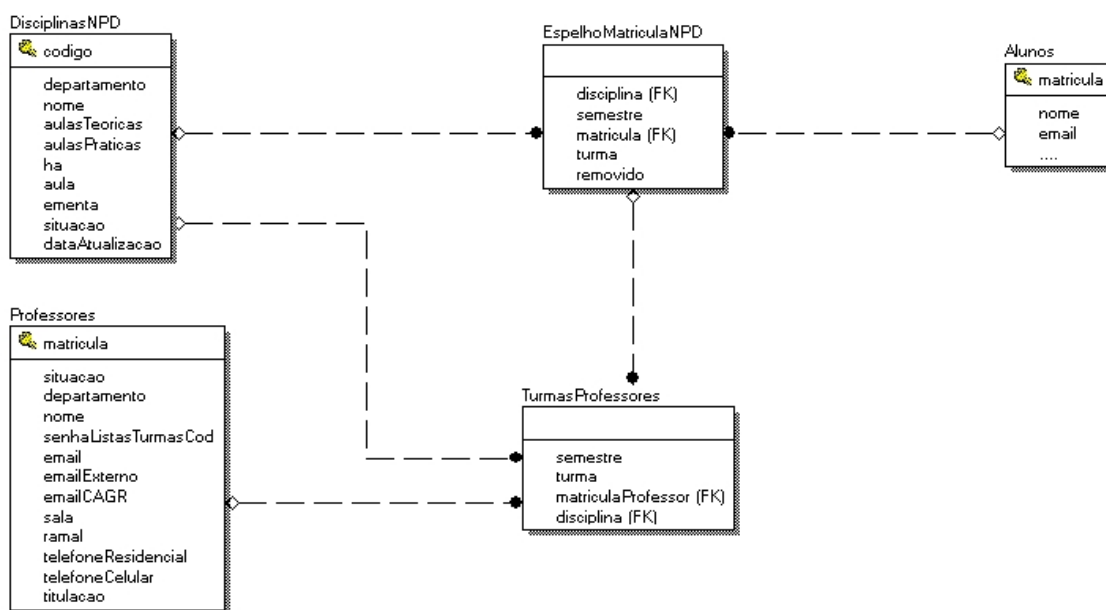 DisciplinasNPD
codigo
departamento
nome
aulasTeoricas
aulasPraticas
ha
aula
ementa
situacao
dataAtualizacao
EspelhoMatriculaNPD
disciplina (FK)
semestre
matricula (FK)
turma
removido
Alunos
matricula
nome
email
....
Professores
matricula
situacao
departamento
nome
senhaListasTurmasCod
email
emailExterno
emailCAGR
sala
ramal
telefoneResidencial
telefoneCelular
titulacao
TurmasProfessores
semestre
turma
matriculaProfessor (FK)
disciplina (FK)